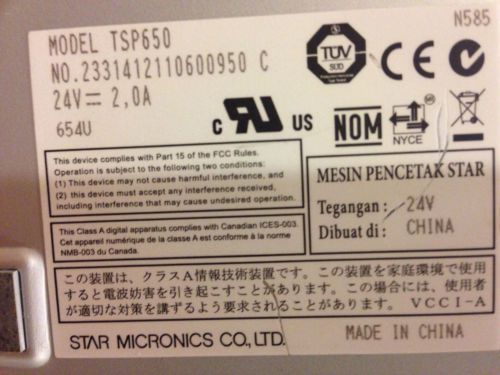 MODEL TSP650
N585
NO.2331412110600950 C
24V⎓2,0A
654U
TÜV
SÜD
CE
N
c RU US
NOM
NYCE
This device complies with Part 15 of the FCC Rules.
Operation is subject to the following two conditions:
(1) This device may not cause harmful interference, and
(2) this device must accept any interference received,
including interference that may cause undesired operation.
This Class A digital apparatus complies with Canadian ICES-003.
Cet appareil numérique de la classe A est conforme à la norme
NMB-003 du Canada.
MESIN PENCETAK STAR
Tegangan : 24V
Dibuat di : CHINA
この装置は、クラスA情報技術装置です。この装置を家庭環境で使用
すると電波妨害を引き起こすことがあります。この場合には、使用者
が適切な対策を講ずるよう要求されることがあります。VCCI-A
STAR MICRONICS CO., LTD.
MADE IN CHINA